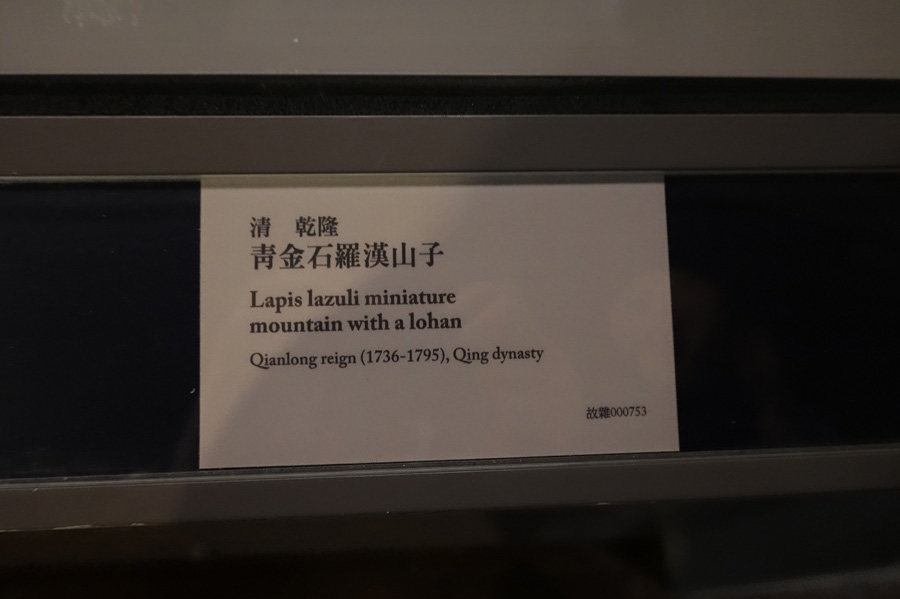 清　乾隆
青金石羅漢山子
Lapis lazuli miniature
mountain with a lohan
Qianlong reign (1736-1795), Qing dynasty
故雜000753